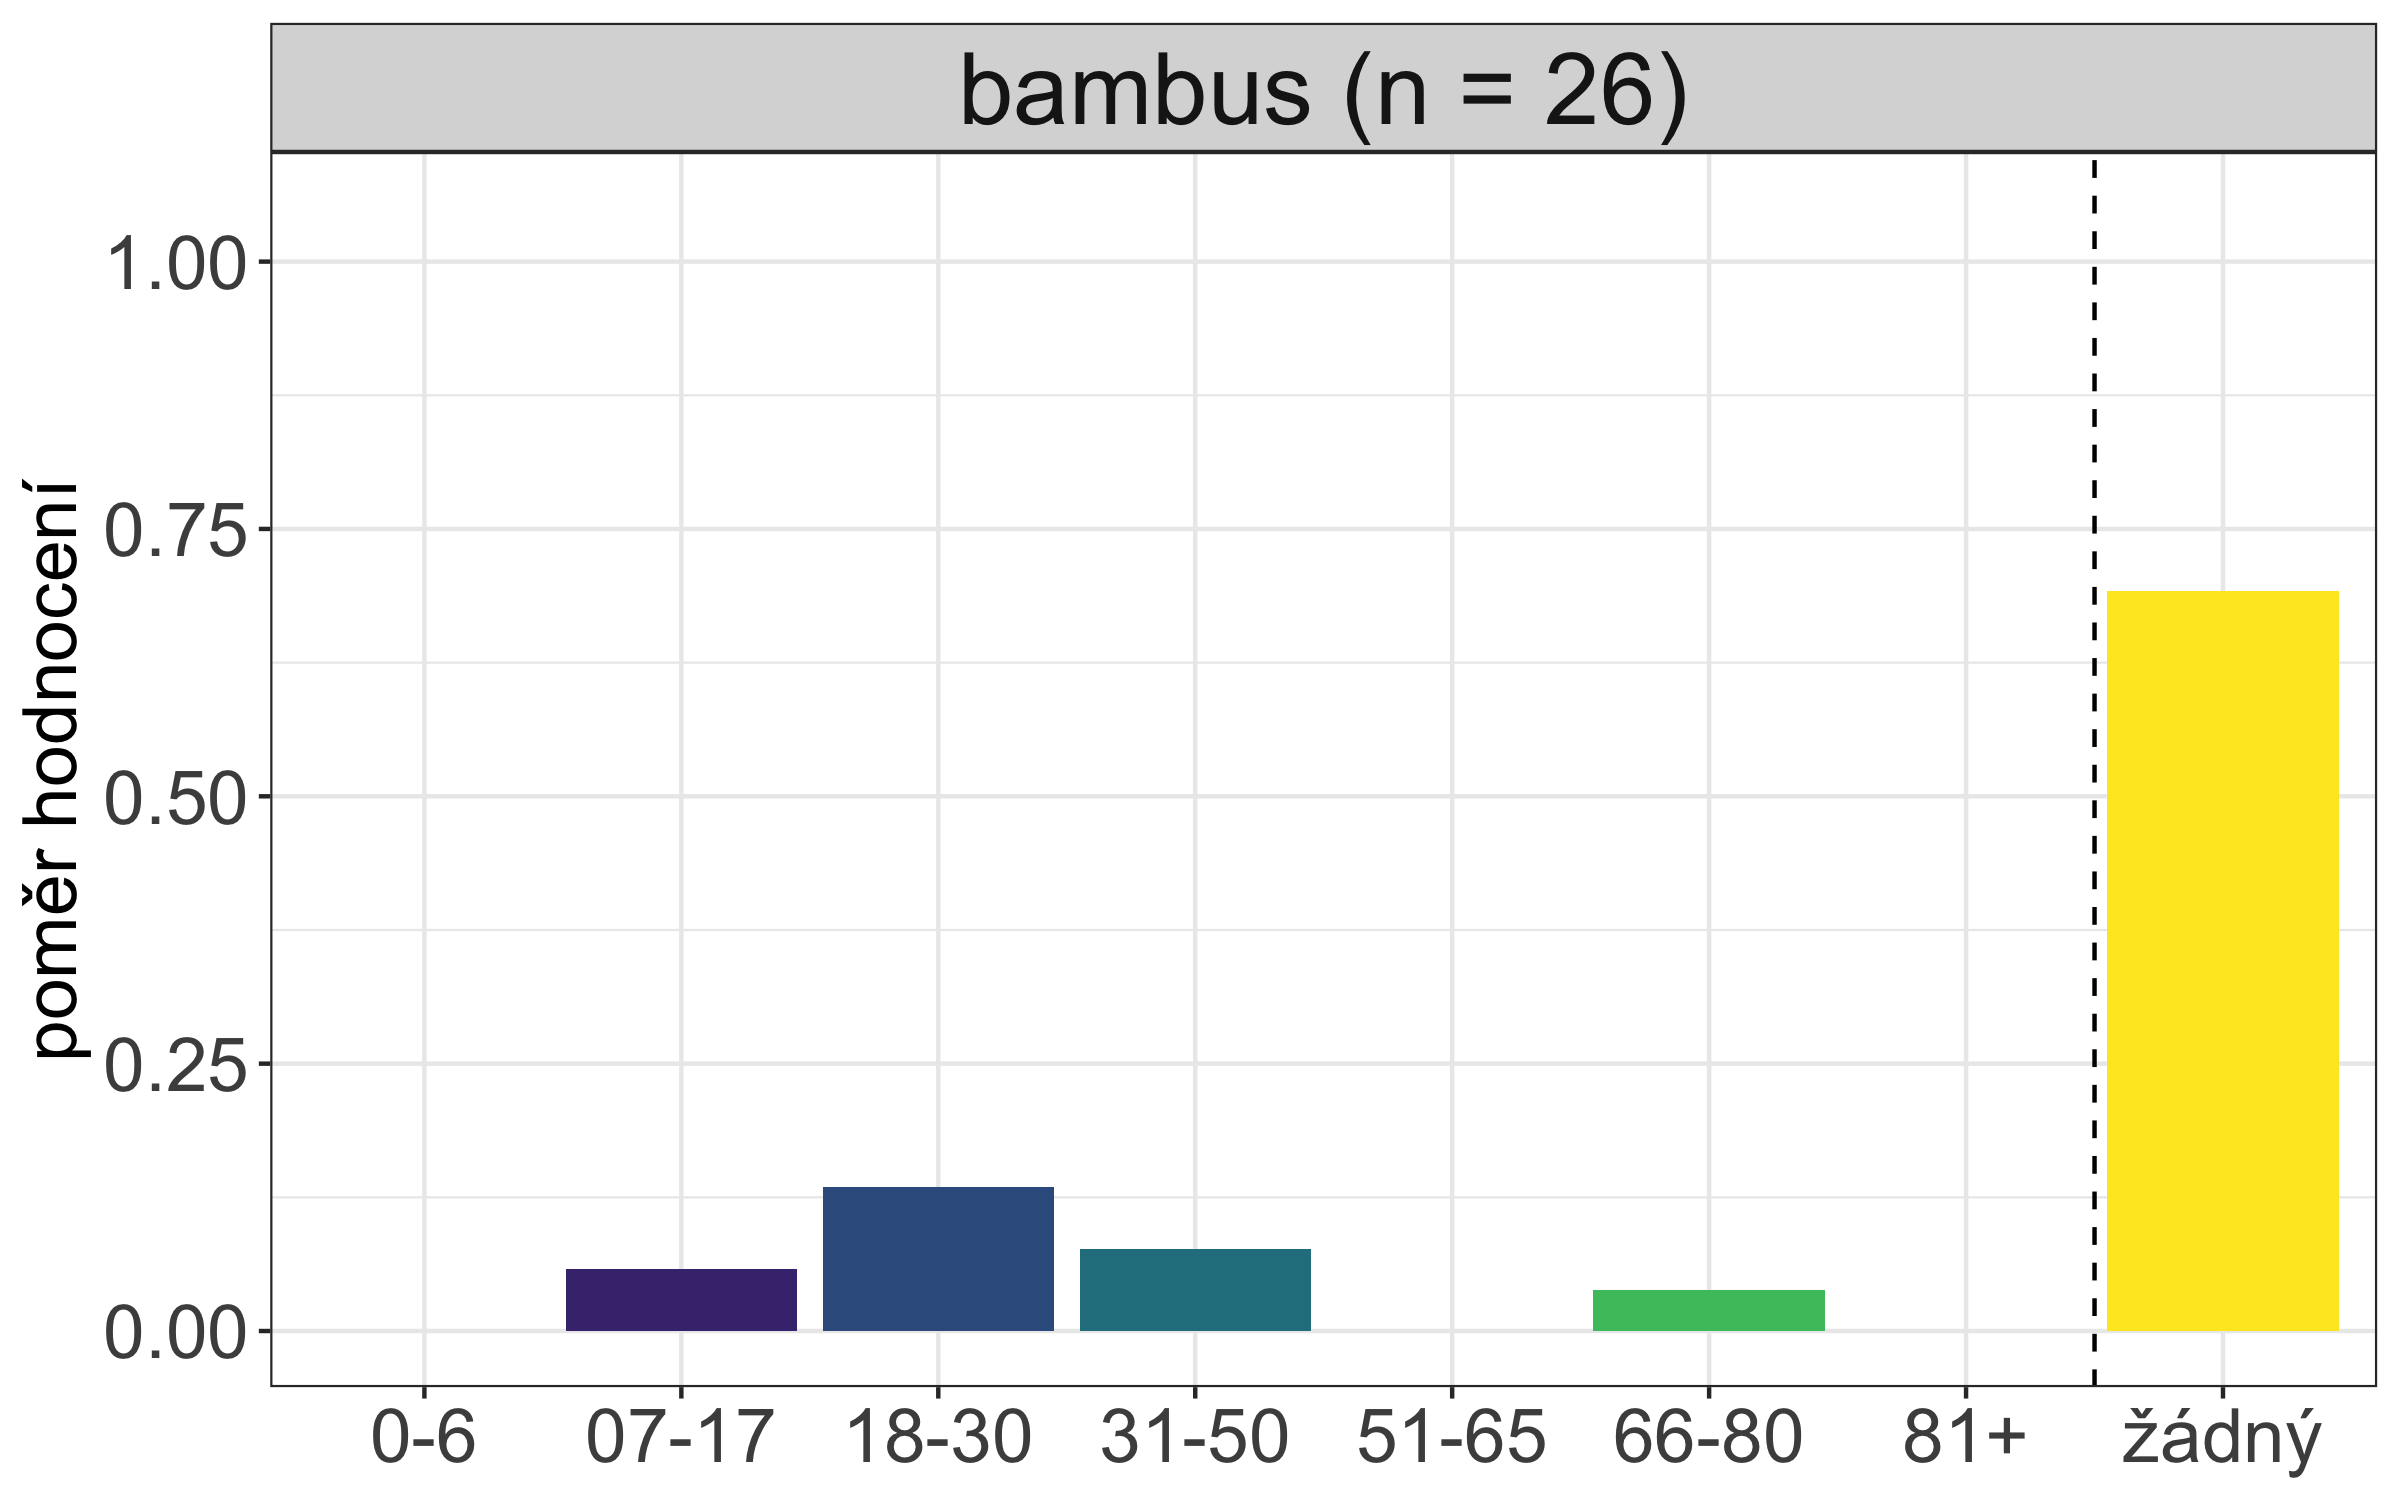 bambus (n = 26)
poměr hodnocení
1.00
0.75
0.50
0.25
0.00
0-6 07-17 18-30 31-50 51-65 66-80 81+ žádný